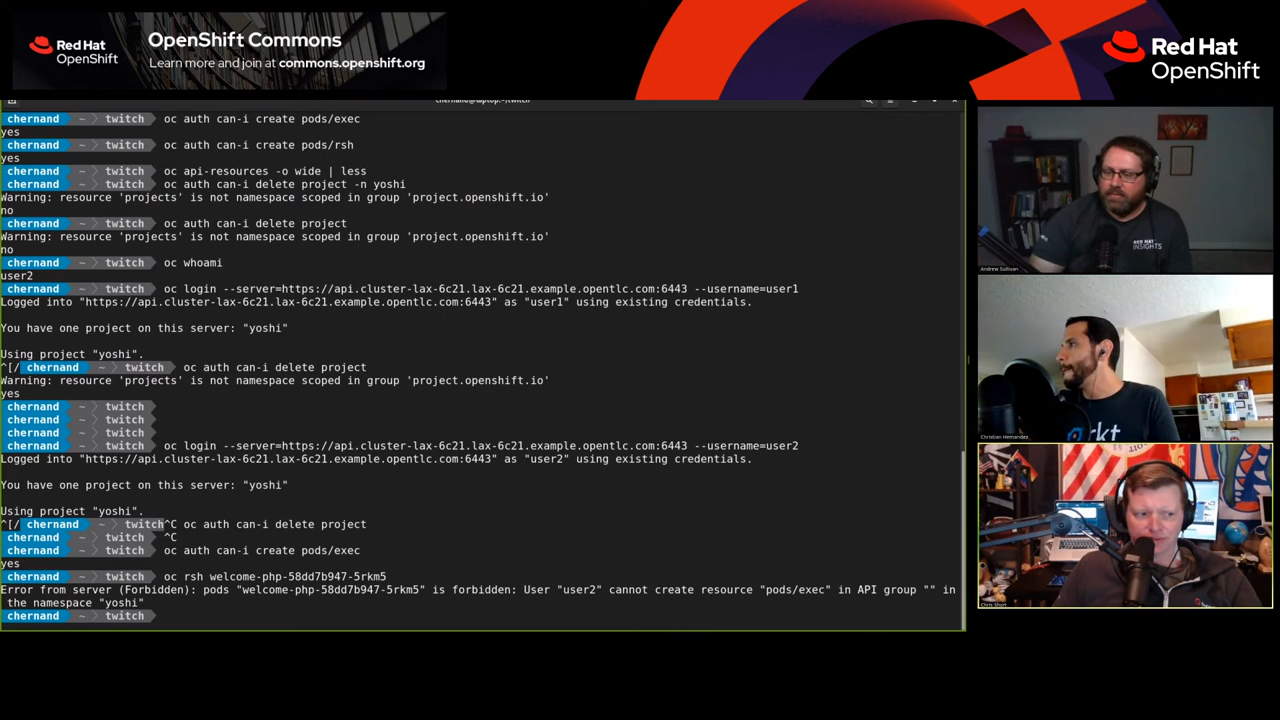 Red Hat
OpenShift
OpenShift Commons
Learn more and join at commons.openshift.org
Red Hat
OpenShift
chernand@laptop:~/twitch
chernand ~ twitch oc auth can-i create pods/exec
yes
chernand ~ twitch oc auth can-i create pods/rsh
yes
chernand ~ twitch oc api-resources -o wide | less
chernand ~ twitch oc auth can-i delete project -n yoshi
Warning: resource 'projects' is not namespace scoped in group 'project.openshift.io'
no
chernand ~ twitch oc auth can-i delete project
Warning: resource 'projects' is not namespace scoped in group 'project.openshift.io'
no
chernand ~ twitch oc whoami
user2
chernand ~ twitch oc login --server=https://api.cluster-lax-6c21.lax-6c21.example.opentlc.com:6443 --username=user1
Logged into "https://api.cluster-lax-6c21.lax-6c21.example.opentlc.com:6443" as "user1" using existing credentials.
You have one project on this server: "yoshi"
Using project "yoshi".
^[/ chernand ~ twitch oc auth can-i delete project
Warning: resource 'projects' is not namespace scoped in group 'project.openshift.io'
yes
chernand ~ twitch
chernand ~ twitch
chernand ~ twitch
chernand ~ twitch oc login --server=https://api.cluster-lax-6c21.lax-6c21.example.opentlc.com:6443 --username=user2
Logged into "https://api.cluster-lax-6c21.lax-6c21.example.opentlc.com:6443" as "user2" using existing credentials.
You have one project on this server: "yoshi"
Using project "yoshi".
^[/ chernand ~ twitch^C oc auth can-i delete project
chernand ~ twitch ^C
chernand ~ twitch oc auth can-i create pods/exec
yes
chernand ~ twitch oc rsh welcome-php-58dd7b947-5rkm5
Error from server (Forbidden): pods "welcome-php-58dd7b947-5rkm5" is forbidden: User "user2" cannot create resource "pods/exec" in API group "" in
the namespace "yoshi"
chernand ~ twitch
RED HAT
INSIGHTS
Andrew Sullivan
Christian Hernandez
Chris Short